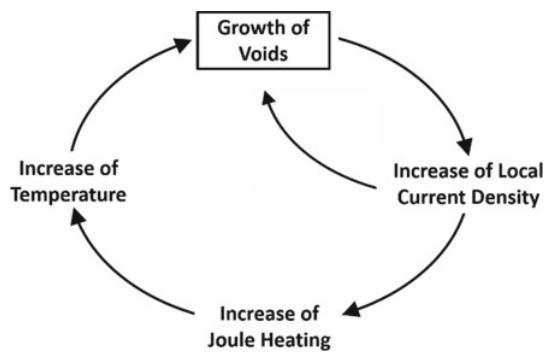 Growth of
Voids
Increase of Local
Current Density
Increase of
Joule Heating
Increase of
Temperature